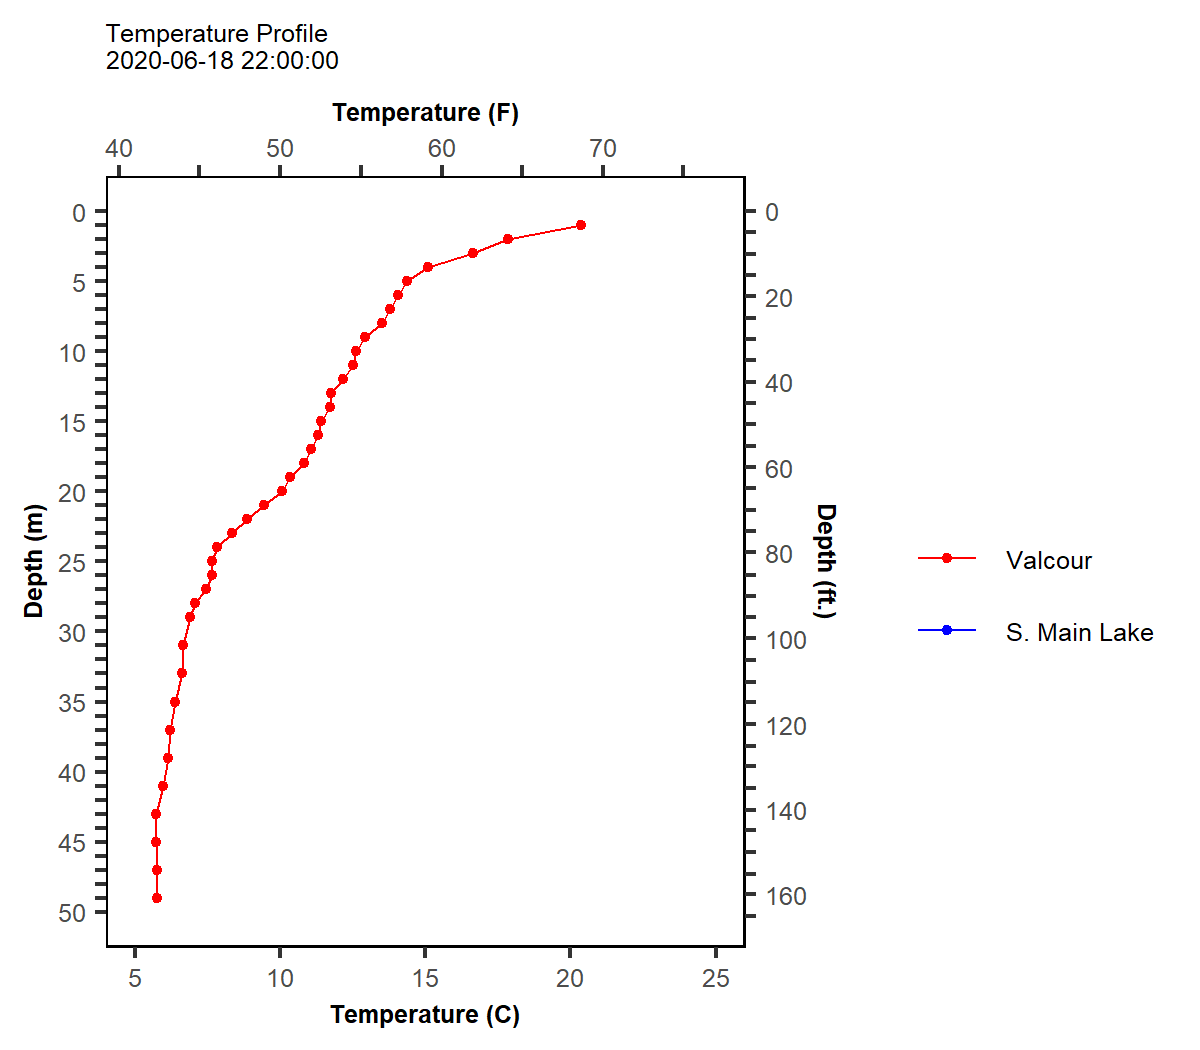 Temperature Profile
2020-06-18 22:00:00
Temperature (F)
40 50 60 70
0
5
10
15
20
25
30
35
40
45
50
Depth (m)
0
20
40
60
80
100
120
140
160
Depth (ft.)
Valcour
S. Main Lake
5 10 15 20 25
Temperature (C)